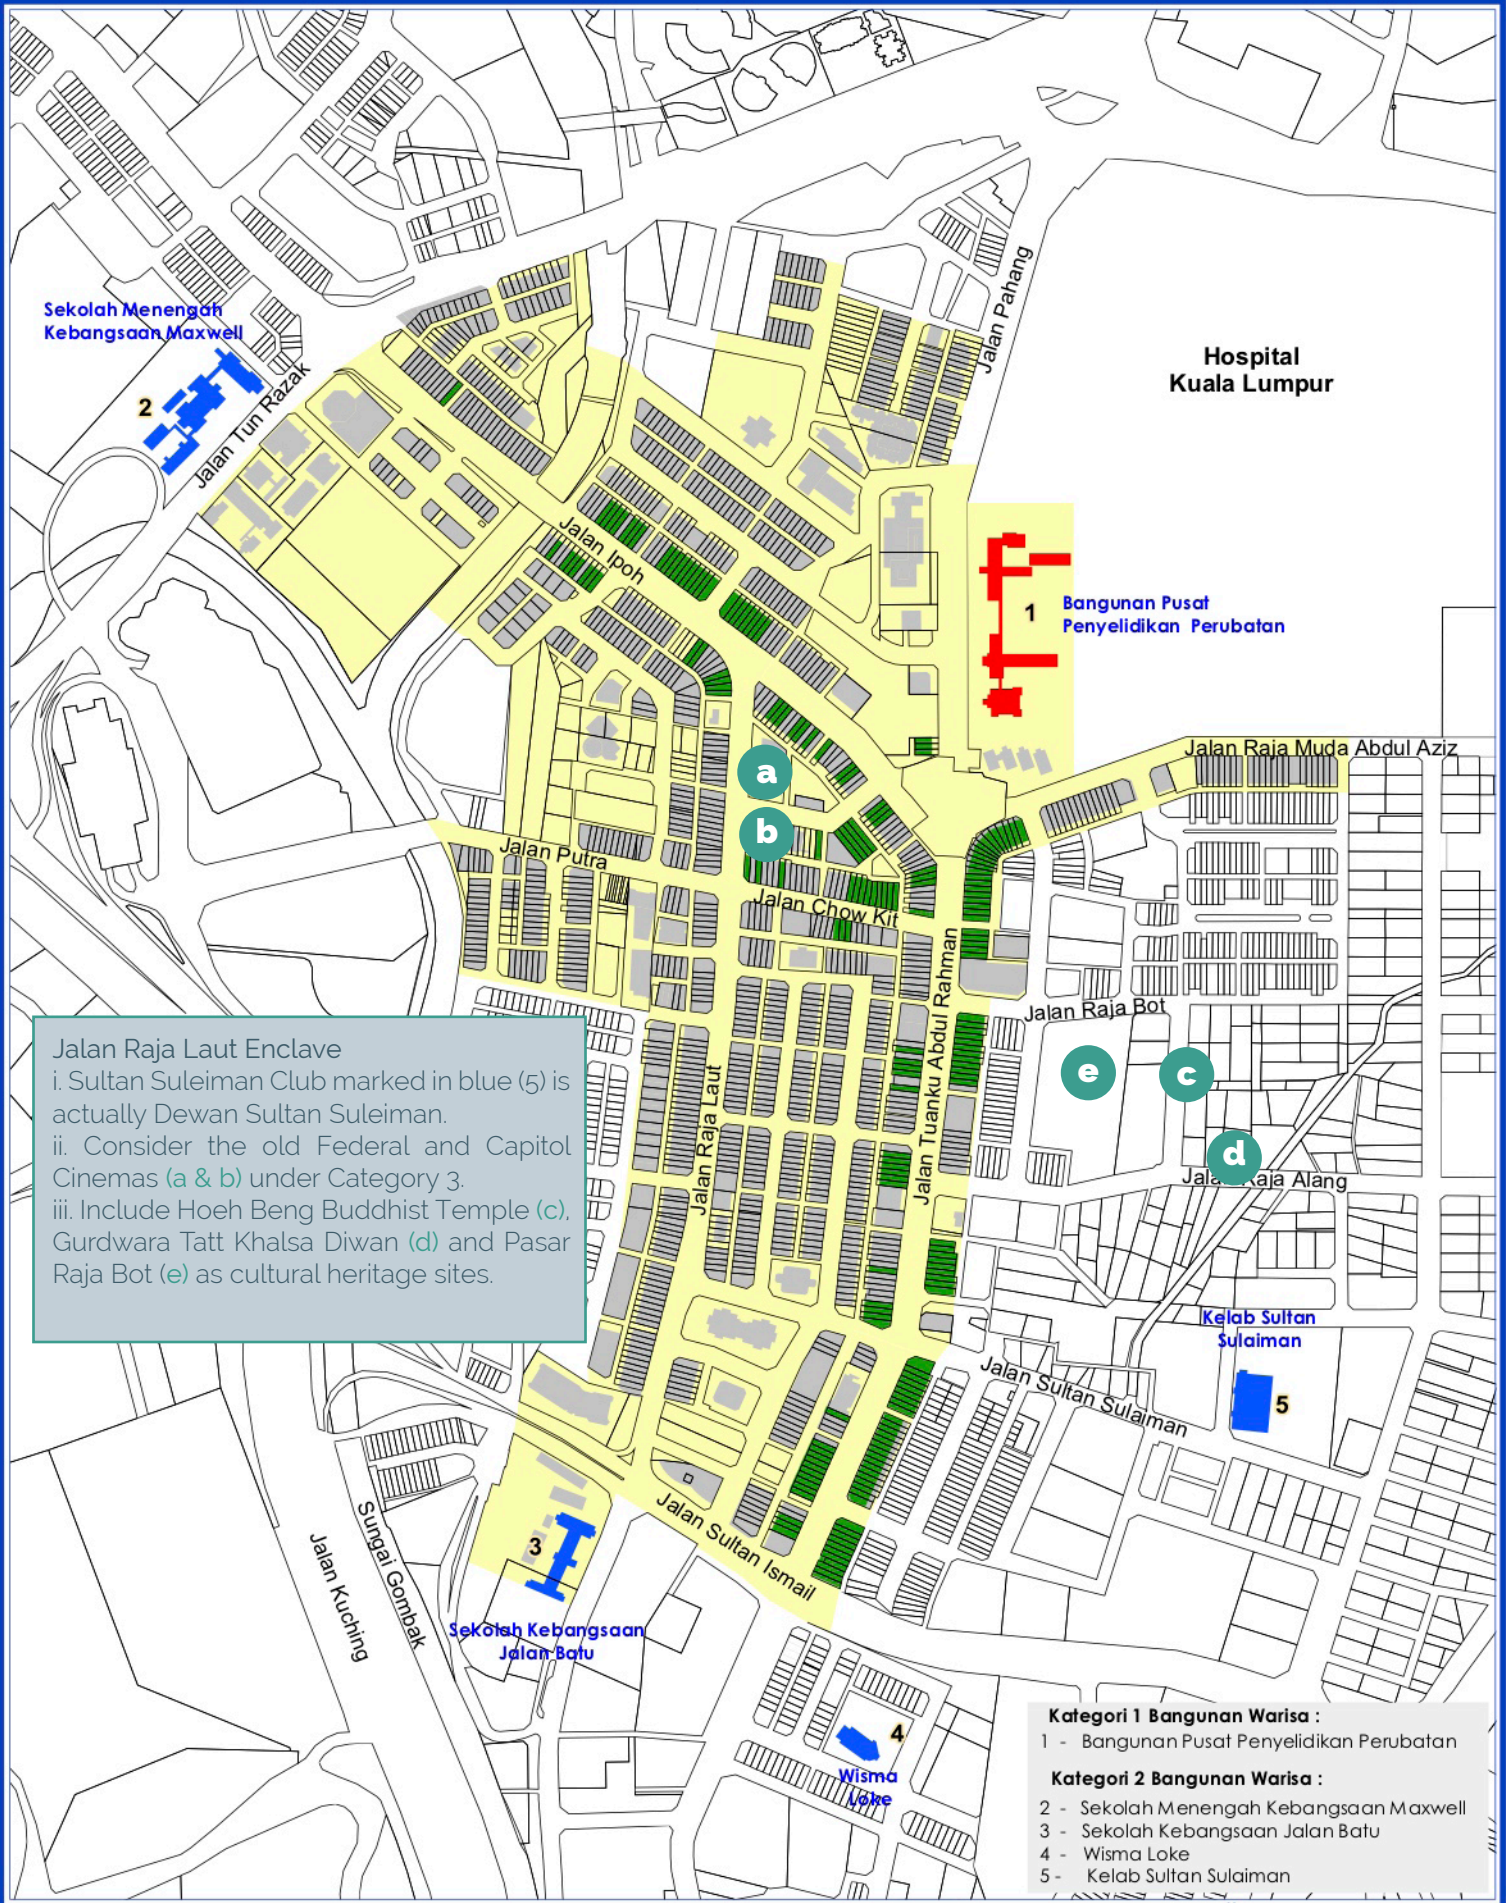 Jalan Pahang
Sekolah Menengah
Kebangsaan Maxwell
2
Jalan Tun Razak
Hospital
Kuala Lumpur
Jalan Ipoh
1
Bangunan Pusat
Penyelidikan Perubatan
Jalan Raja Muda Abdul Aziz
a
b
Jalan Putra
Jalan Chow Kit
Jalan Tuanku Abdul Rahman
Jalan Raja Bot
e
c
d
Jalan Raja Alang
Jalan Raja Laut
Jalan Raja Laut Enclave
i. Sultan Suleiman Club marked in blue (5) is
actually Dewan Sultan Suleiman.
ii. Consider the old Federal and Capitol
Cinemas (a & b) under Category 3.
iii. Include Hoeh Beng Buddhist Temple (c),
Gurdwara Tatt Khalsa Diwan (d) and Pasar
Raja Bot (e) as cultural heritage sites.
Kelab Sultan
Sulaiman
5
Jalan Sultan Sulaiman
Jalan Sultan Ismail
3
Sungai Gombak
Jalan Kuching
Sekolah Kebangsaan
Jalan Batu
4
Wisma
Loke
Kategori 1 Bangunan Warisa :
1 - Bangunan Pusat Penyelidikan Perubatan
Kategori 2 Bangunan Warisa :
2 - Sekolah Menengah Kebangsaan Maxwell
3 - Sekolah Kebangsaan Jalan Batu
4 - Wisma Loke
5 - Kelab Sultan Sulaiman